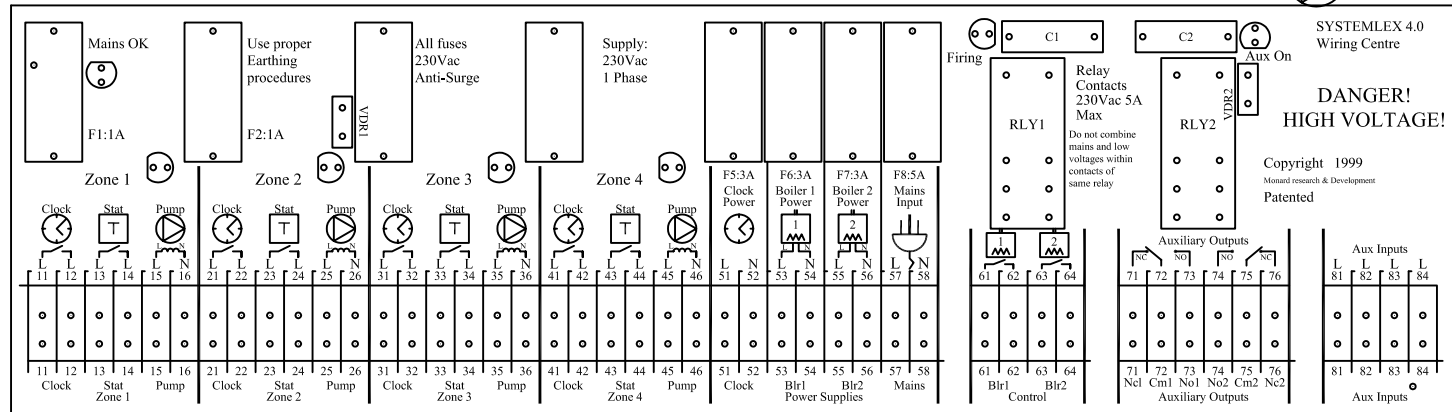 Mains OK
F1:1A
Use proper
Earthing
procedures
F2:1A
VDR1
All fuses
230Vac
Anti-Surge
Supply:
230Vac
1 Phase
Firing
C1
C2
Aux On
RLY1
RLY2
VDR2
Relay
Contacts
230Vac 5A
Max
Do not combine
mains and low
voltages within
contacts of
same relay
SYSTEMLEX 4.0
Wiring Centre
DANGER!
HIGH VOLTAGE!
Copyright 1999
Monard research & Development
Patented
Zone 1 Zone 2 Zone 3 Zone 4
F5:3A
Clock
Power
F6:3A
Boiler 1
Power
F7:3A
Boiler 2
Power
F8:5A
Mains
Input
Clock Stat Pump Clock Stat Pump Clock Stat Pump Clock Stat Pump
T T T T
1 2
1 2
L N L N L N L N L N L N
L L L L L N L L L L L N L L L L L N L L L L L N L N L N
Auxiliary Outputs
NC NO NO NC
Aux Inputs
L L L L
11 12 13 14 15 16 21 22 23 24 25 26 31 32 33 34 35 36 41 42 43 44 45 46 51 52 53 54 55 56 57 58 61 62 63 64 71 72 73 74 75 76 81 82 83 84
11 12 13 14 15 16 21 22 23 24 25 26 31 32 33 34 35 36 41 42 43 44 45 46 51 52 53 54 55 56 57 58 61 62 63 64 71 72 73 74 75 76 81 82 83 84
Clock Stat Pump Clock Stat Pump Clock Stat Pump Clock Stat Pump Clock Blr1 Blr2 Mains Blr1 Blr2 Ncl Cm1 No1 No2 Cm2 Nc2
Zone 1 Zone 2 Zone 3 Zone 4 Power Supplies Control Auxiliary Outputs Aux Inputs